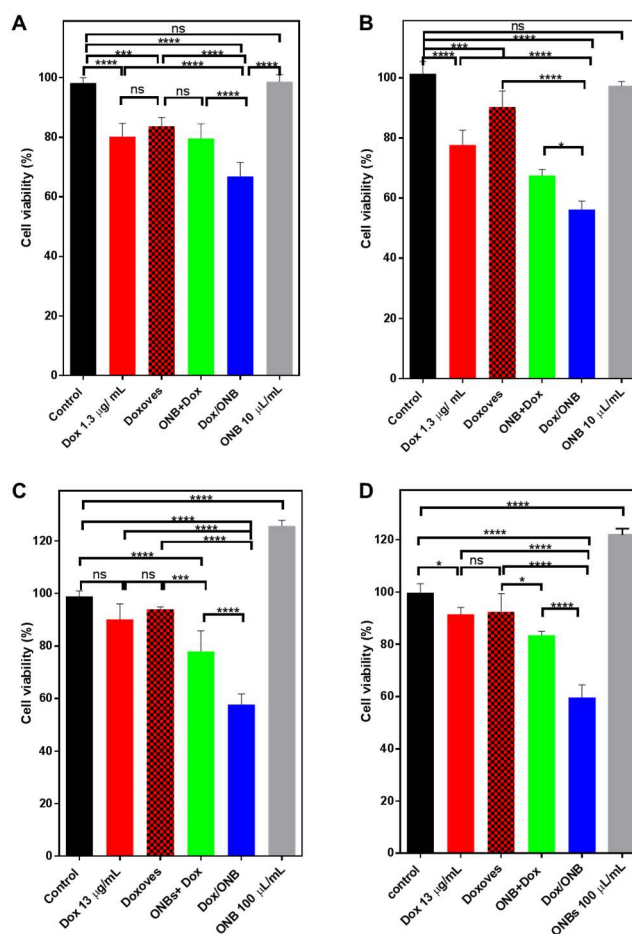 A
ns
****
***
****
****
****
****
ns
ns
****
100
80
60
40
20
0
Cell viability (%)
Control
Dox 1.3 µg/ mL
Doxoves
ONB+Dox
Dox/ONB
ONB 10 µL/mL
B
ns
****
***
****
****
****
*
100
80
60
40
20
0
Cell viability (%)
Control
Dox 1.3 µg/mL
Doxoves
ONB+Dox
Dox/ONB
ONB 10 µL/mL
C
****
****
****
****
****
ns
ns
***
****
120
100
80
60
40
20
0
Cell viability (%)
Control
Dox 13 µg/mL
Doxoves
ONBs+ Dox
Dox/ONB
ONB 100 µL/mL
D
****
****
****
****
*
ns
*
****
120
100
80
60
40
20
0
Cell viability (%)
control
Dox 13 µg/mL
Doxoves
ONB+Dox
Dox/ONB
ONBs 100 µL/mL